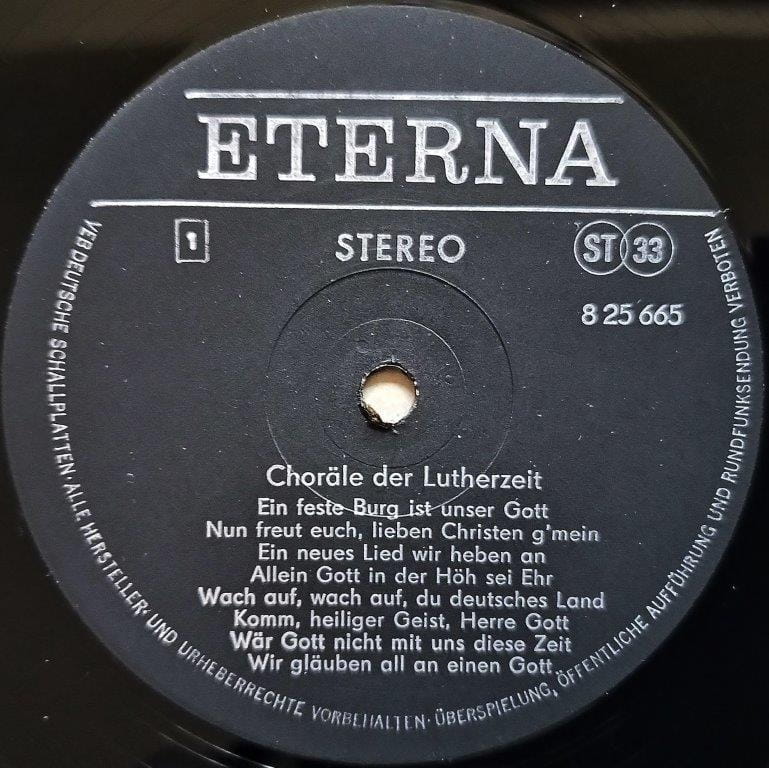 ETERNA
1 STEREO ST 33
8 25 665
Choräle der Lutherzeit
Ein feste Burg ist unser Gott
Nun freut euch, lieben Christen g'mein
Ein neues Lied wir heben an
Allein Gott in der Höh sei Ehr
Wach auf, wach auf, du deutsches Land
Komm, heiliger Geist, Herre Gott
Wär Gott nicht mit uns diese Zeit
Wir gläuben all an einen Gott
VEB DEUTSCHE SCHALLPLATTEN · ALLE HERSTELLER- UND URHEBERRECHTE VORBEHALTEN · ÜBERSPIELUNG, ÖFFENTLICHE AUFFÜHRUNG UND RUNDFUNKSENDUNG VERBOTEN